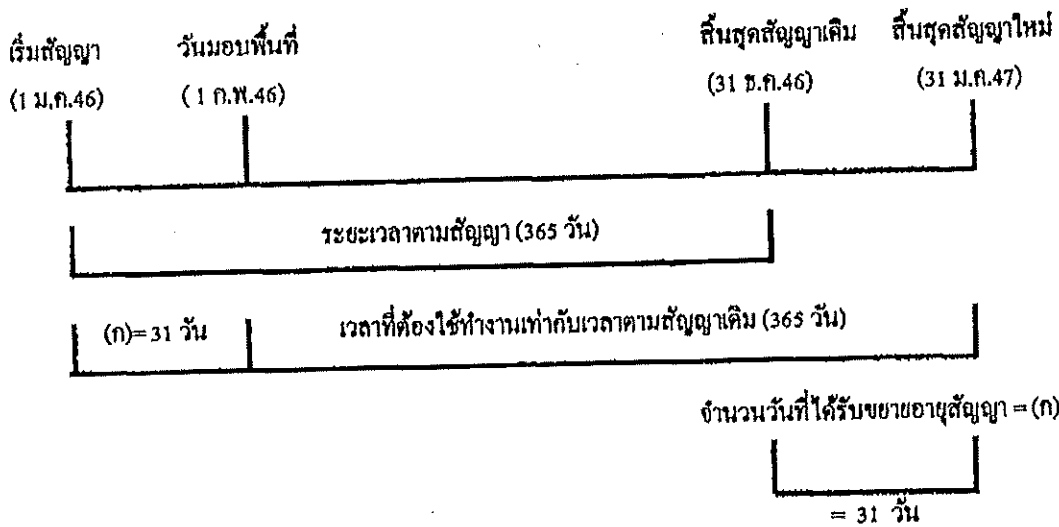 เริ่มสัญญา วันมอบพื้นที่ สิ้นสุดสัญญาเดิม สิ้นสุดสัญญาใหม่
(1 ม.ค.46) ( 1 ก.พ.46) (31 ธ.ค.46) (31 ม.ค.47)
ระยะเวลาตามสัญญา (365 วัน)
(ก)= 31 วัน เวลาที่ต้องใช้ทำงานเท่ากับเวลาตามสัญญาเดิม (365 วัน)
จำนวนวันที่ได้รับขยายอายุสัญญา = (ก)
= 31 วัน